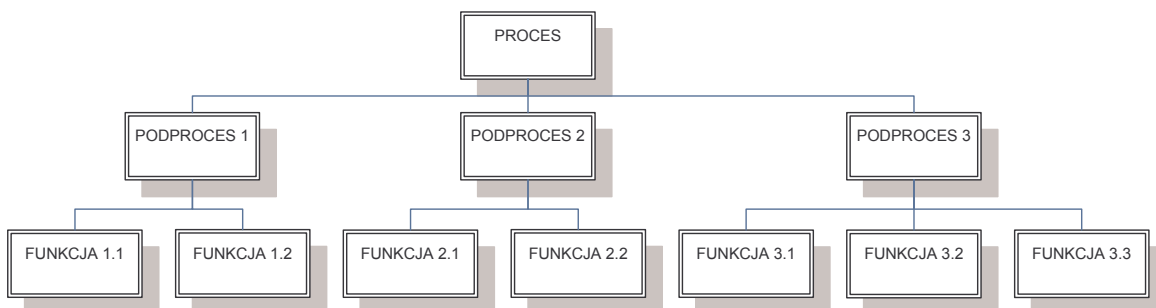 PROCES
PODPROCES 1
PODPROCES 2
PODPROCES 3
FUNKCJA 1.1
FUNKCJA 1.2
FUNKCJA 2.1
FUNKCJA 2.2
FUNKCJA 3.1
FUNKCJA 3.2
FUNKCJA 3.3